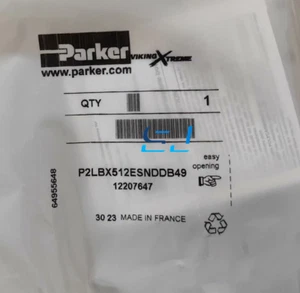 Parker VIKING XTREME
www.parker.com
QTY 1
P2LBX512ESNDDB49
12207647
easy
opening
64955648
30 23 MADE IN FRANCE